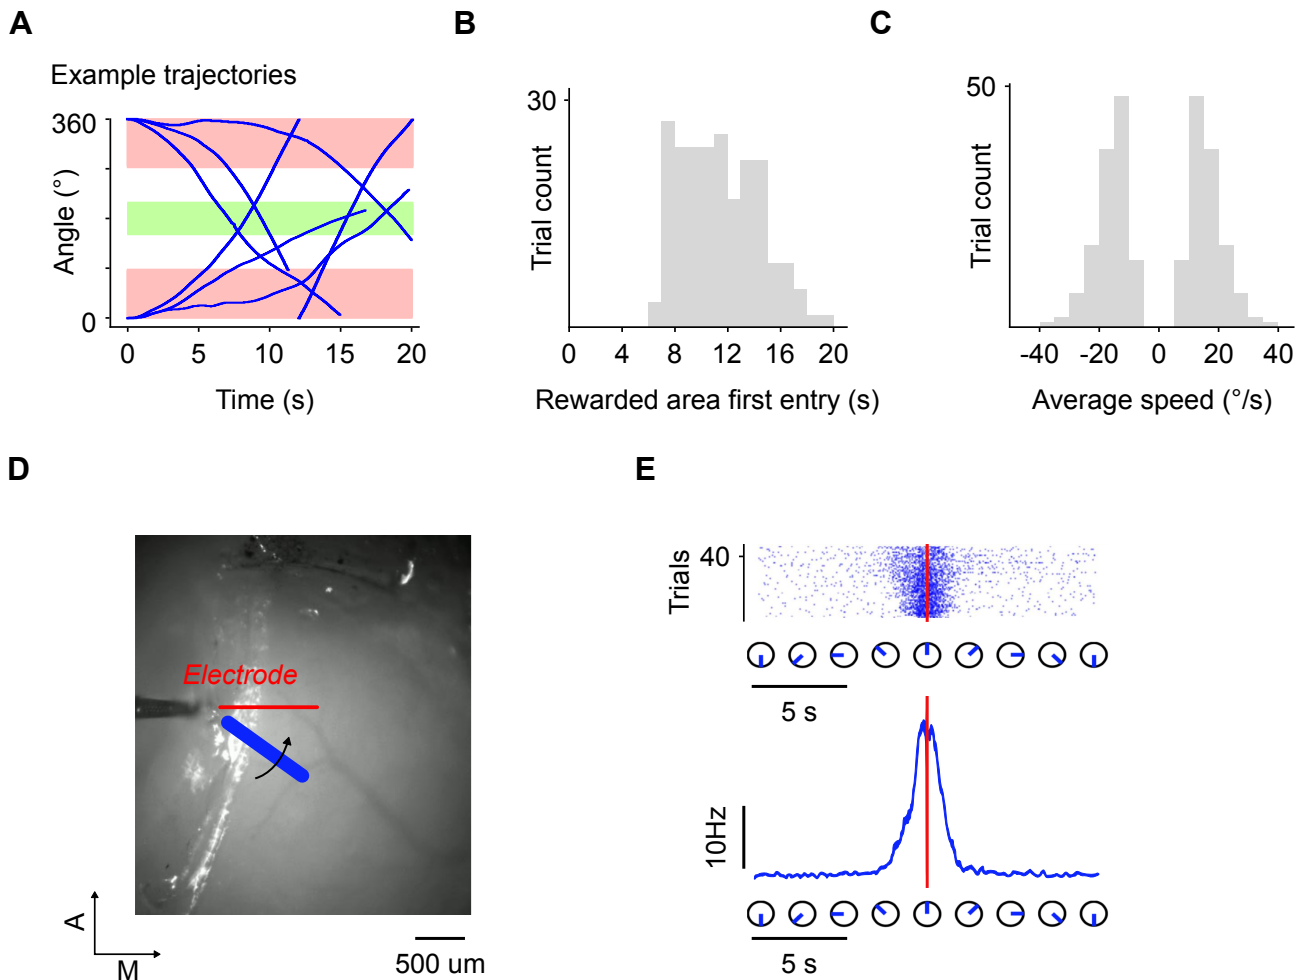 A
B
C
Example trajectories
360
0
Angle (°)
0 5 10 15 20
Time (s)
30
Trial count
0 4 8 12 16 20
Rewarded area first entry (s)
50
Trial count
-40 -20 0 20 40
Average speed (°/s)
D
E
Electrode
A
M
500 um
40
Trials
5 s
10Hz
5 s